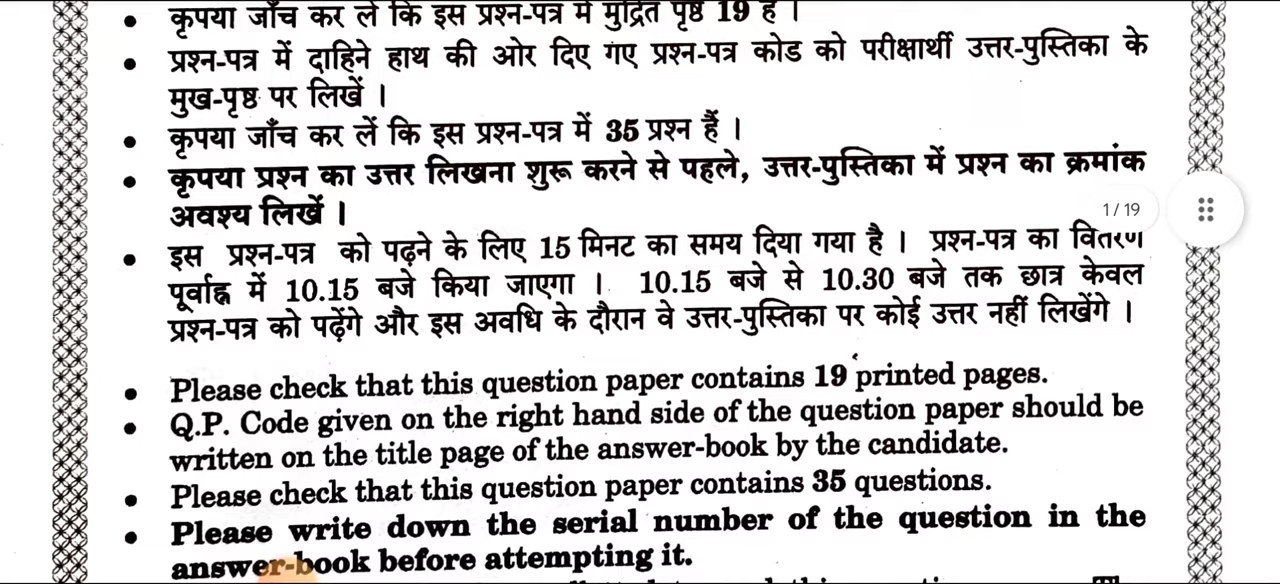 • कृपया जाँच कर लें कि इस प्रश्न-पत्र में मुद्रित पृष्ठ 19 हैं ।
• प्रश्न-पत्र में दाहिने हाथ की ओर दिए गए प्रश्न-पत्र कोड को परीक्षार्थी उत्तर-पुस्तिका के
मुख-पृष्ठ पर लिखें ।
• कृपया जाँच कर लें कि इस प्रश्न-पत्र में 35 प्रश्न हैं ।
• कृपया प्रश्न का उत्तर लिखना शुरू करने से पहले, उत्तर-पुस्तिका में प्रश्न का क्रमांक
अवश्य लिखें ।
1 / 19
• इस प्रश्न-पत्र को पढ़ने के लिए 15 मिनट का समय दिया गया है । प्रश्न-पत्र का वितरण
पूर्वाह्न में 10.15 बजे किया जाएगा । 10.15 बजे से 10.30 बजे तक छात्र केवल
प्रश्न-पत्र को पढ़ेंगे और इस अवधि के दौरान वे उत्तर-पुस्तिका पर कोई उत्तर नहीं लिखेंगे ।
• Please check that this question paper contains 19 printed pages.
• Q.P. Code given on the right hand side of the question paper should be
written on the title page of the answer-book by the candidate.
• Please check that this question paper contains 35 questions.
• Please write down the serial number of the question in the
answer-book before attempting it.